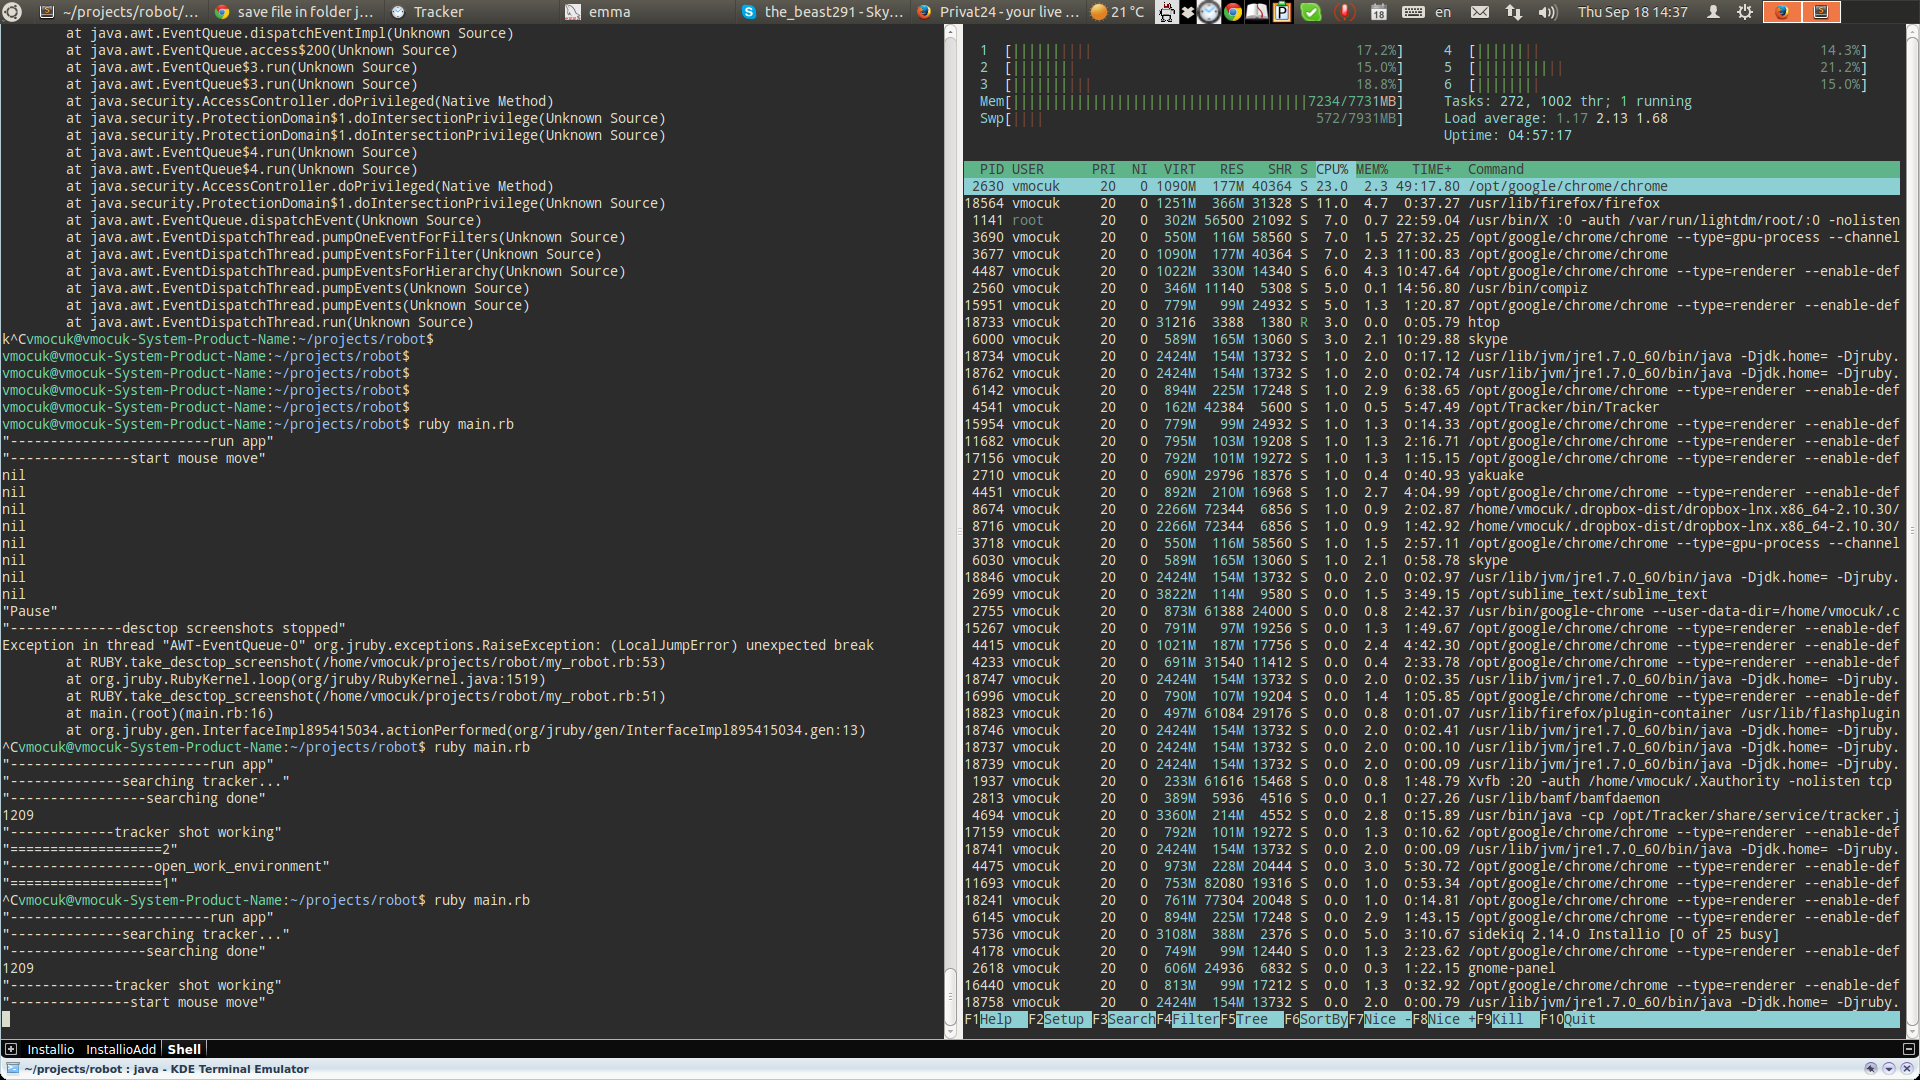 ~/projects/robot/...
save file in folder j...
Tracker
emma
the_beast291 - Sky...
Privat24 - your live ...
21 °C
18
en
Thu Sep 18 14:37
at java.awt.EventQueue.dispatchEventImpl(Unknown Source)
at java.awt.EventQueue.access$200(Unknown Source)
at java.awt.EventQueue$3.run(Unknown Source)
at java.awt.EventQueue$3.run(Unknown Source)
at java.security.AccessController.doPrivileged(Native Method)
at java.security.ProtectionDomain$1.doIntersectionPrivilege(Unknown Source)
at java.security.ProtectionDomain$1.doIntersectionPrivilege(Unknown Source)
at java.awt.EventQueue$4.run(Unknown Source)
at java.awt.EventQueue$4.run(Unknown Source)
at java.security.AccessController.doPrivileged(Native Method)
at java.security.ProtectionDomain$1.doIntersectionPrivilege(Unknown Source)
at java.awt.EventQueue.dispatchEvent(Unknown Source)
at java.awt.EventDispatchThread.pumpOneEventForFilters(Unknown Source)
at java.awt.EventDispatchThread.pumpEventsForFilter(Unknown Source)
at java.awt.EventDispatchThread.pumpEventsForHierarchy(Unknown Source)
at java.awt.EventDispatchThread.pumpEvents(Unknown Source)
at java.awt.EventDispatchThread.pumpEvents(Unknown Source)
at java.awt.EventDispatchThread.run(Unknown Source)
k^Cvmocuk@vmocuk-System-Product-Name:~/projects/robot$
vmocuk@vmocuk-System-Product-Name:~/projects/robot$
vmocuk@vmocuk-System-Product-Name:~/projects/robot$
vmocuk@vmocuk-System-Product-Name:~/projects/robot$
vmocuk@vmocuk-System-Product-Name:~/projects/robot$
vmocuk@vmocuk-System-Product-Name:~/projects/robot$ ruby main.rb
"-------------------------run app"
"---------------start mouse move"
nil
nil
nil
nil
nil
nil
nil
nil
"Pause"
"--------------desctop screenshots stopped"
Exception in thread "AWT-EventQueue-0" org.jruby.exceptions.RaiseException: (LocalJumpError) unexpected break
at RUBY.take_desctop_screenshot(/home/vmocuk/projects/robot/my_robot.rb:53)
at org.jruby.RubyKernel.loop(org/jruby/RubyKernel.java:1519)
at RUBY.take_desctop_screenshot(/home/vmocuk/projects/robot/my_robot.rb:51)
at main.(root)(main.rb:16)
at org.jruby.gen.InterfaceImpl895415034.actionPerformed(org/jruby/gen/InterfaceImpl895415034.gen:13)
^Cvmocuk@vmocuk-System-Product-Name:~/projects/robot$ ruby main.rb
"-------------------------run app"
"--------------searching tracker..."
"-----------------searching done"
1209
"-------------tracker shot working"
"===================2"
"------------------open_work_environment"
"===================1"
^Cvmocuk@vmocuk-System-Product-Name:~/projects/robot$ ruby main.rb
"-------------------------run app"
"--------------searching tracker..."
"-----------------searching done"
1209
"-------------tracker shot working"
"---------------start mouse move"
1 [||||||||||17.2%] 4 [||||||||14.3%]
2 [||||||||15.0%] 5 [|||||||||||21.2%]
3 [||||||||||18.8%] 6 [||||||||15.0%]
Mem[|||||||||||||||||||||||||||||||||||||7234/7731MB] Tasks: 272, 1002 thr; 1 running
Swp[||||572/7931MB] Load average: 1.17 2.13 1.68
Uptime: 04:57:17
PID USER PRI NI VIRT RES SHR S CPU% MEM% TIME+ Command
2630 vmocuk 20 0 1090M 177M 40364 S 23.0 2.3 49:17.80 /opt/google/chrome/chrome
18564 vmocuk 20 0 1251M 366M 31328 S 11.0 4.7 0:37.27 /usr/lib/firefox/firefox
1141 root 20 0 302M 56500 21092 S 7.0 0.7 22:59.04 /usr/bin/X :0 -auth /var/run/lightdm/root/:0 -nolisten
3690 vmocuk 20 0 550M 116M 58560 S 7.0 1.5 27:32.25 /opt/google/chrome/chrome --type=gpu-process --channel
3677 vmocuk 20 0 1090M 177M 40364 S 7.0 2.3 11:00.83 /opt/google/chrome/chrome
4487 vmocuk 20 0 1022M 330M 14340 S 6.0 4.3 10:47.64 /opt/google/chrome/chrome --type=renderer --enable-def
2560 vmocuk 20 0 346M 11140 5308 S 5.0 0.1 14:56.80 /usr/bin/compiz
15951 vmocuk 20 0 779M 99M 24932 S 5.0 1.3 1:20.87 /opt/google/chrome/chrome --type=renderer --enable-def
18733 vmocuk 20 0 31216 3388 1380 R 3.0 0.0 0:05.79 htop
6000 vmocuk 20 0 589M 165M 13060 S 3.0 2.1 10:29.88 skype
18734 vmocuk 20 0 2424M 154M 13732 S 1.0 2.0 0:17.12 /usr/lib/jvm/jre1.7.0_60/bin/java -Djdk.home= -Djruby.
18762 vmocuk 20 0 2424M 154M 13732 S 1.0 2.0 0:02.74 /usr/lib/jvm/jre1.7.0_60/bin/java -Djdk.home= -Djruby.
6142 vmocuk 20 0 894M 225M 17248 S 1.0 2.9 6:38.65 /opt/google/chrome/chrome --type=renderer --enable-def
4541 vmocuk 20 0 162M 42384 5600 S 1.0 0.5 5:47.49 /opt/Tracker/bin/Tracker
15954 vmocuk 20 0 779M 99M 24932 S 1.0 1.3 0:14.33 /opt/google/chrome/chrome --type=renderer --enable-def
11682 vmocuk 20 0 795M 103M 19208 S 1.0 1.3 2:16.71 /opt/google/chrome/chrome --type=renderer --enable-def
17156 vmocuk 20 0 792M 101M 19272 S 1.0 1.3 1:15.15 /opt/google/chrome/chrome --type=renderer --enable-def
2710 vmocuk 20 0 690M 29796 18376 S 1.0 0.4 0:40.93 yakuake
4451 vmocuk 20 0 892M 210M 16968 S 1.0 2.7 4:04.99 /opt/google/chrome/chrome --type=renderer --enable-def
8674 vmocuk 20 0 2266M 72344 6856 S 1.0 0.9 2:02.87 /home/vmocuk/.dropbox-dist/dropbox-lnx.x86_64-2.10.30/
8716 vmocuk 20 0 2266M 72344 6856 S 1.0 0.9 1:42.92 /home/vmocuk/.dropbox-dist/dropbox-lnx.x86_64-2.10.30/
3718 vmocuk 20 0 550M 116M 58560 S 1.0 1.5 2:57.11 /opt/google/chrome/chrome --type=gpu-process --channel
6030 vmocuk 20 0 589M 165M 13060 S 1.0 2.1 0:58.78 skype
18846 vmocuk 20 0 2424M 154M 13732 S 0.0 2.0 0:02.97 /usr/lib/jvm/jre1.7.0_60/bin/java -Djdk.home= -Djruby.
2699 vmocuk 20 0 3822M 114M 9580 S 0.0 1.5 3:49.15 /opt/sublime_text/sublime_text
2755 vmocuk 20 0 873M 61388 24000 S 0.0 0.8 2:42.37 /usr/bin/google-chrome --user-data-dir=/home/vmocuk/.c
15267 vmocuk 20 0 791M 97M 19256 S 0.0 1.3 1:49.67 /opt/google/chrome/chrome --type=renderer --enable-def
4415 vmocuk 20 0 1021M 187M 17756 S 0.0 2.4 4:42.30 /opt/google/chrome/chrome --type=renderer --enable-def
4233 vmocuk 20 0 691M 31540 11412 S 0.0 0.4 2:33.78 /opt/google/chrome/chrome --type=renderer --enable-def
18747 vmocuk 20 0 2424M 154M 13732 S 0.0 2.0 0:02.35 /usr/lib/jvm/jre1.7.0_60/bin/java -Djdk.home= -Djruby.
16996 vmocuk 20 0 790M 107M 19204 S 0.0 1.4 1:05.85 /opt/google/chrome/chrome --type=renderer --enable-def
18823 vmocuk 20 0 497M 61084 29176 S 0.0 0.8 0:01.07 /usr/lib/firefox/plugin-container /usr/lib/flashplugin
18746 vmocuk 20 0 2424M 154M 13732 S 0.0 2.0 0:02.41 /usr/lib/jvm/jre1.7.0_60/bin/java -Djdk.home= -Djruby.
18737 vmocuk 20 0 2424M 154M 13732 S 0.0 2.0 0:00.10 /usr/lib/jvm/jre1.7.0_60/bin/java -Djdk.home= -Djruby.
18739 vmocuk 20 0 2424M 154M 13732 S 0.0 2.0 0:00.09 /usr/lib/jvm/jre1.7.0_60/bin/java -Djdk.home= -Djruby.
1937 vmocuk 20 0 233M 61616 15468 S 0.0 0.8 1:48.79 Xvfb :20 -auth /home/vmocuk/.Xauthority -nolisten tcp
2813 vmocuk 20 0 389M 5936 4516 S 0.0 0.1 0:27.26 /usr/lib/bamf/bamfdaemon
4694 vmocuk 20 0 3360M 214M 4552 S 0.0 2.8 0:15.89 /usr/bin/java -cp /opt/Tracker/share/service/tracker.j
17159 vmocuk 20 0 792M 101M 19272 S 0.0 1.3 0:10.62 /opt/google/chrome/chrome --type=renderer --enable-def
18741 vmocuk 20 0 2424M 154M 13732 S 0.0 2.0 0:00.09 /usr/lib/jvm/jre1.7.0_60/bin/java -Djdk.home= -Djruby.
4475 vmocuk 20 0 973M 228M 20444 S 0.0 3.0 5:30.72 /opt/google/chrome/chrome --type=renderer --enable-def
11693 vmocuk 20 0 753M 82080 19316 S 0.0 1.0 0:53.34 /opt/google/chrome/chrome --type=renderer --enable-def
18241 vmocuk 20 0 761M 77304 20048 S 0.0 1.0 0:14.81 /opt/google/chrome/chrome --type=renderer --enable-def
6145 vmocuk 20 0 894M 225M 17248 S 0.0 2.9 1:43.15 /opt/google/chrome/chrome --type=renderer --enable-def
5736 vmocuk 20 0 3108M 388M 2376 S 0.0 5.0 3:10.67 sidekiq 2.14.0 Installio [0 of 25 busy]
4178 vmocuk 20 0 749M 99M 12440 S 0.0 1.3 2:23.62 /opt/google/chrome/chrome --type=renderer --enable-def
2618 vmocuk 20 0 606M 24936 6832 S 0.0 0.3 1:22.15 gnome-panel
16440 vmocuk 20 0 813M 99M 17212 S 0.0 1.3 0:32.92 /opt/google/chrome/chrome --type=renderer --enable-def
18758 vmocuk 20 0 2424M 154M 13732 S 0.0 2.0 0:00.79 /usr/lib/jvm/jre1.7.0_60/bin/java -Djdk.home= -Djruby.
F1Help F2Setup F3SearchF4FilterF5Tree F6SortByF7Nice -F8Nice +F9Kill F10Quit
Installio InstallioAdd Shell
~/projects/robot : java - KDE Terminal Emulator